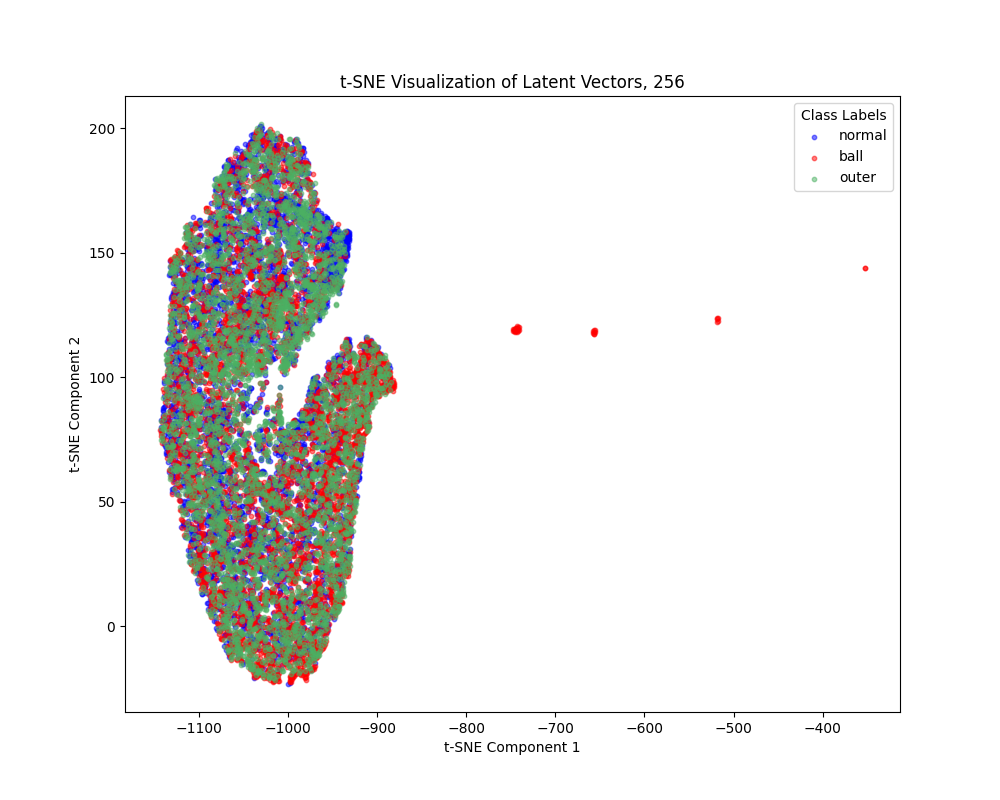 t-SNE Visualization of Latent Vectors, 256
Class Labels
normal
ball
outer
200
150
100
50
0
t-SNE Component 2
−1100
−1000
−900
−800
−700
−600
−500
−400
t-SNE Component 1